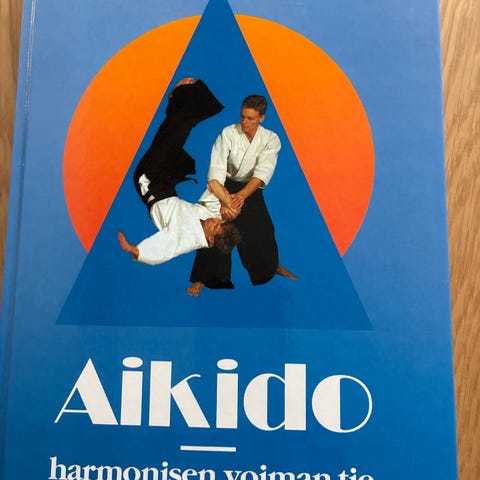 Aikido
harmonisen voiman tie